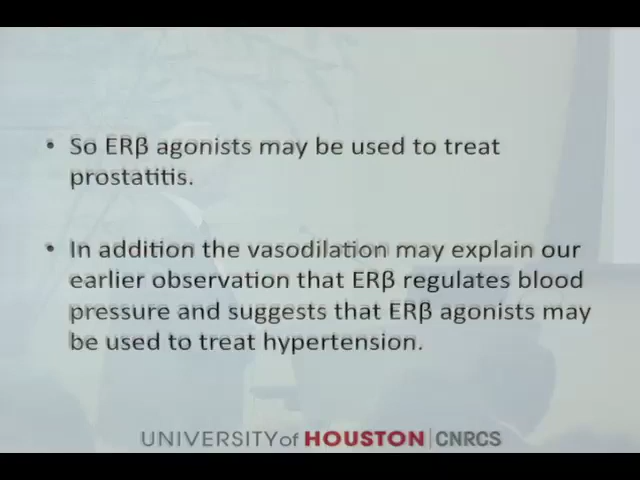 • So ERβ agonists may be used to treat
prostatitis.
• In addition the vasodilation may explain our
earlier observation that ERβ regulates blood
pressure and suggests that ERβ agonists may
be used to treat hypertension.
UNIVERSITY of HOUSTON | CNRCS